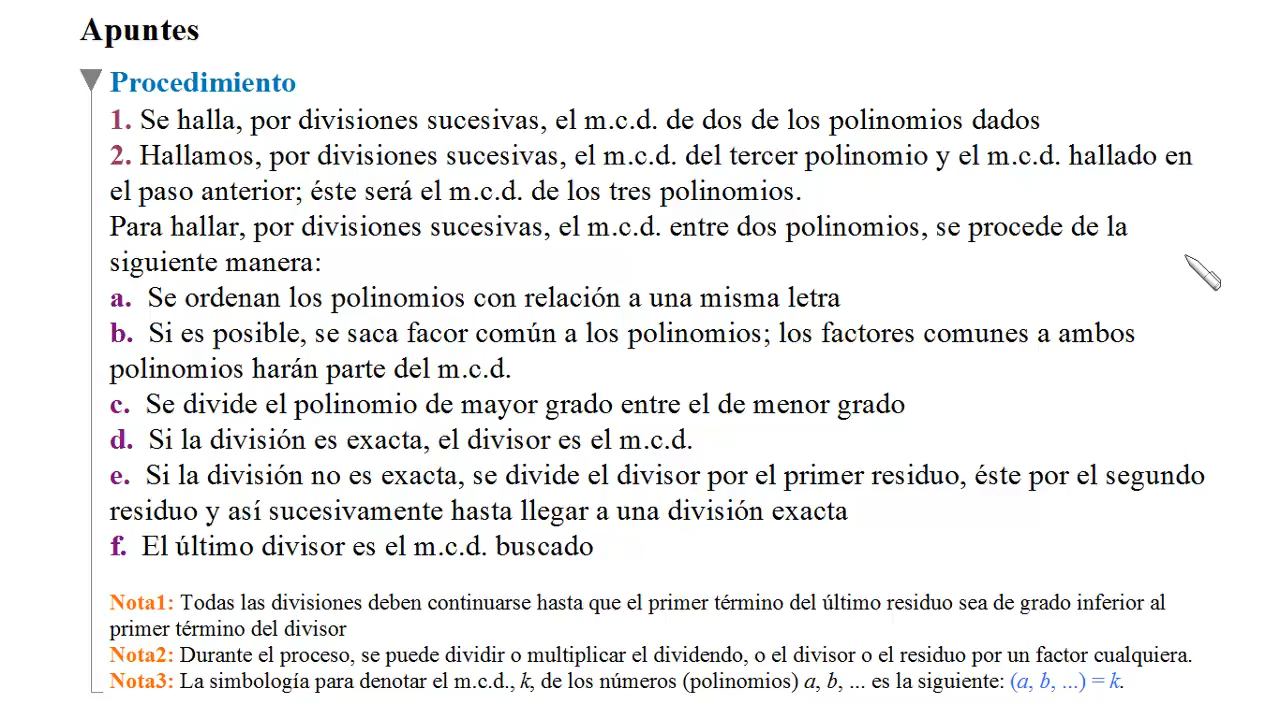 Apuntes
Procedimiento
1. Se halla, por divisiones sucesivas, el m.c.d. de dos de los polinomios dados
2. Hallamos, por divisiones sucesivas, el m.c.d. del tercer polinomio y el m.c.d. hallado en
el paso anterior; éste será el m.c.d. de los tres polinomios.
Para hallar, por divisiones sucesivas, el m.c.d. entre dos polinomios, se procede de la
siguiente manera:
a. Se ordenan los polinomios con relación a una misma letra
b. Si es posible, se saca facor común a los polinomios; los factores comunes a ambos
polinomios harán parte del m.c.d.
c. Se divide el polinomio de mayor grado entre el de menor grado
d. Si la división es exacta, el divisor es el m.c.d.
e. Si la división no es exacta, se divide el divisor por el primer residuo, éste por el segundo
residuo y así sucesivamente hasta llegar a una división exacta
f. El último divisor es el m.c.d. buscado
Nota1: Todas las divisiones deben continuarse hasta que el primer término del último residuo sea de grado inferior al
primer término del divisor
Nota2: Durante el proceso, se puede dividir o multiplicar el dividendo, o el divisor o el residuo por un factor cualquiera.
Nota3: La simbología para denotar el m.c.d., k, de los números (polinomios) a, b, ... es la siguiente: (a, b, ...) = k.